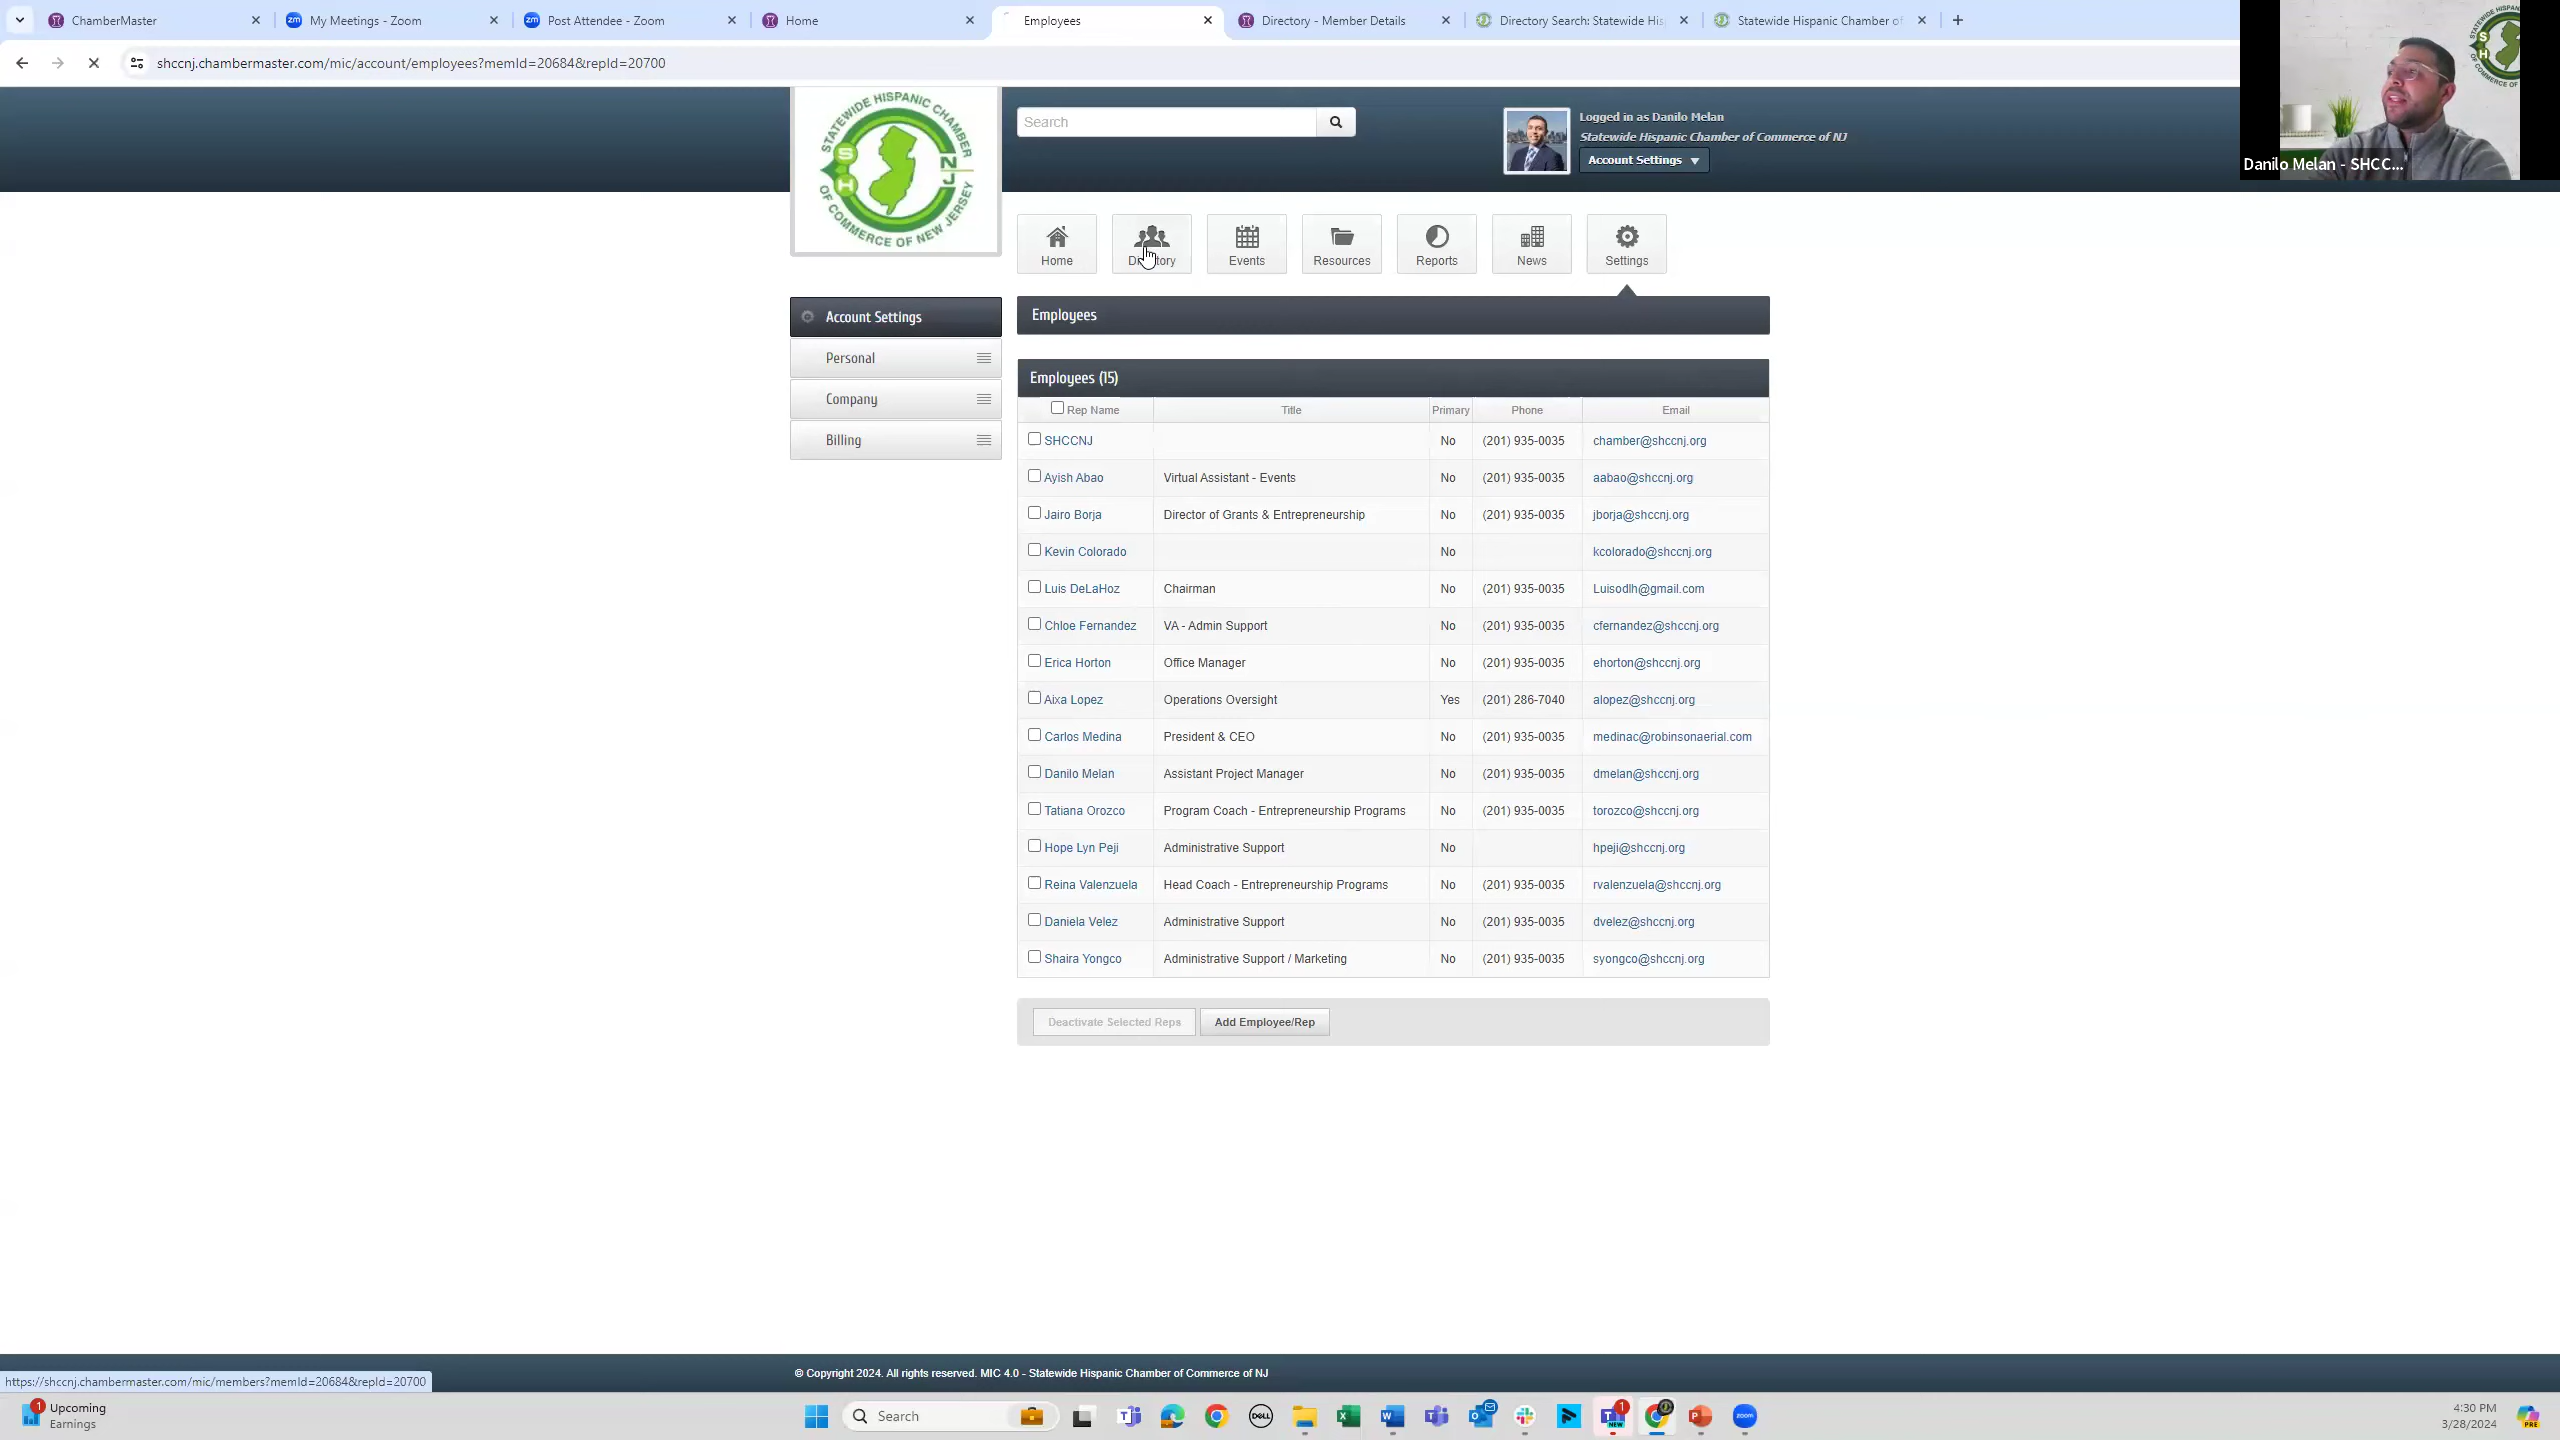 ChamberMaster
My Meetings - Zoom
Post Attendee - Zoom
Home
Employees
Directory - Member Details
Directory Search: Statewide His
Statewide Hispanic Chamber of
shccnj.chambermaster.com/mic/account/employees?memId=20684&repId=20700
STATEWIDE HISPANIC CHAMBER
OF COMMERCE OF NEW JERSEY
S
H
NJ
Search
Logged in as Danilo Melan
Statewide Hispanic Chamber of Commerce of NJ
Account Settings
Danilo Melan - SHCC...
Home
Directory
Events
Resources
Reports
News
Settings
Account Settings
Personal
Company
Billing
Employees
Employees (15)
Rep Name Title Primary Phone Email
SHCCNJ No (201) 935-0035 chamber@shccnj.org
Ayish Abao Virtual Assistant - Events No (201) 935-0035 aabao@shccnj.org
Jairo Borja Director of Grants & Entrepreneurship No (201) 935-0035 jborja@shccnj.org
Kevin Colorado No kcolorado@shccnj.org
Luis DeLaHoz Chairman No (201) 935-0035 Luisodlh@gmail.com
Chloe Fernandez VA - Admin Support No (201) 935-0035 cfernandez@shccnj.org
Erica Horton Office Manager No (201) 935-0035 ehorton@shccnj.org
Aixa Lopez Operations Oversight Yes (201) 286-7040 alopez@shccnj.org
Carlos Medina President & CEO No (201) 935-0035 medinac@robinsonaerial.com
Danilo Melan Assistant Project Manager No (201) 935-0035 dmelan@shccnj.org
Tatiana Orozco Program Coach - Entrepreneurship Programs No (201) 935-0035 torozco@shccnj.org
Hope Lyn Peji Administrative Support No hpeji@shccnj.org
Reina Valenzuela Head Coach - Entrepreneurship Programs No (201) 935-0035 rvalenzuela@shccnj.org
Daniela Velez Administrative Support No (201) 935-0035 dvelez@shccnj.org
Shaira Yongco Administrative Support / Marketing No (201) 935-0035 syongco@shccnj.org
Deactivate Selected Reps
Add Employee/Rep
© Copyright 2024. All rights reserved. MIC 4.0 - Statewide Hispanic Chamber of Commerce of NJ
https://shccnj.chambermaster.com/mic/members?memId=20684&repId=20700
1
Upcoming
Earnings
Search
DELL
1
NEW
zoom
4:30 PM
3/28/2024
PRE